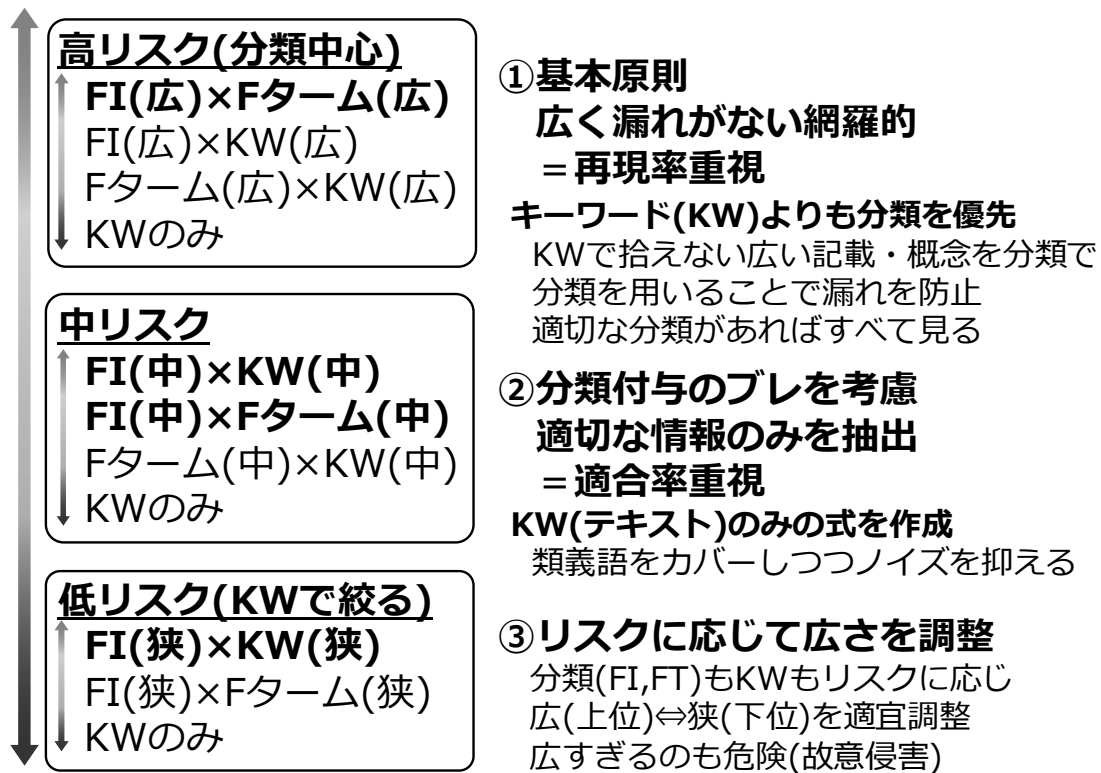 高リスク(分類中心)
FI(広)×Fターム(広)
FI(広)×KW(広)
Fターム(広)×KW(広)
KWのみ
中リスク
FI(中)×KW(中)
FI(中)×Fターム(中)
Fターム(中)×KW(中)
KWのみ
低リスク(KWで絞る)
FI(狭)×KW(狭)
FI(狭)×Fターム(狭)
KWのみ
①基本原則
広く漏れがない網羅的
＝再現率重視
キーワード(KW)よりも分類を優先
KWで拾えない広い記載・概念を分類で
分類を用いることで漏れを防止
適切な分類があればすべて見る
②分類付与のブレを考慮
適切な情報のみを抽出
＝適合率重視
KW(テキスト)のみの式を作成
類義語をカバーしつつノイズを抑える
③リスクに応じて広さを調整
分類(FI,FT)もKWもリスクに応じ
広(上位)⇔狭(下位)を適宜調整
広すぎるのも危険(故意侵害)